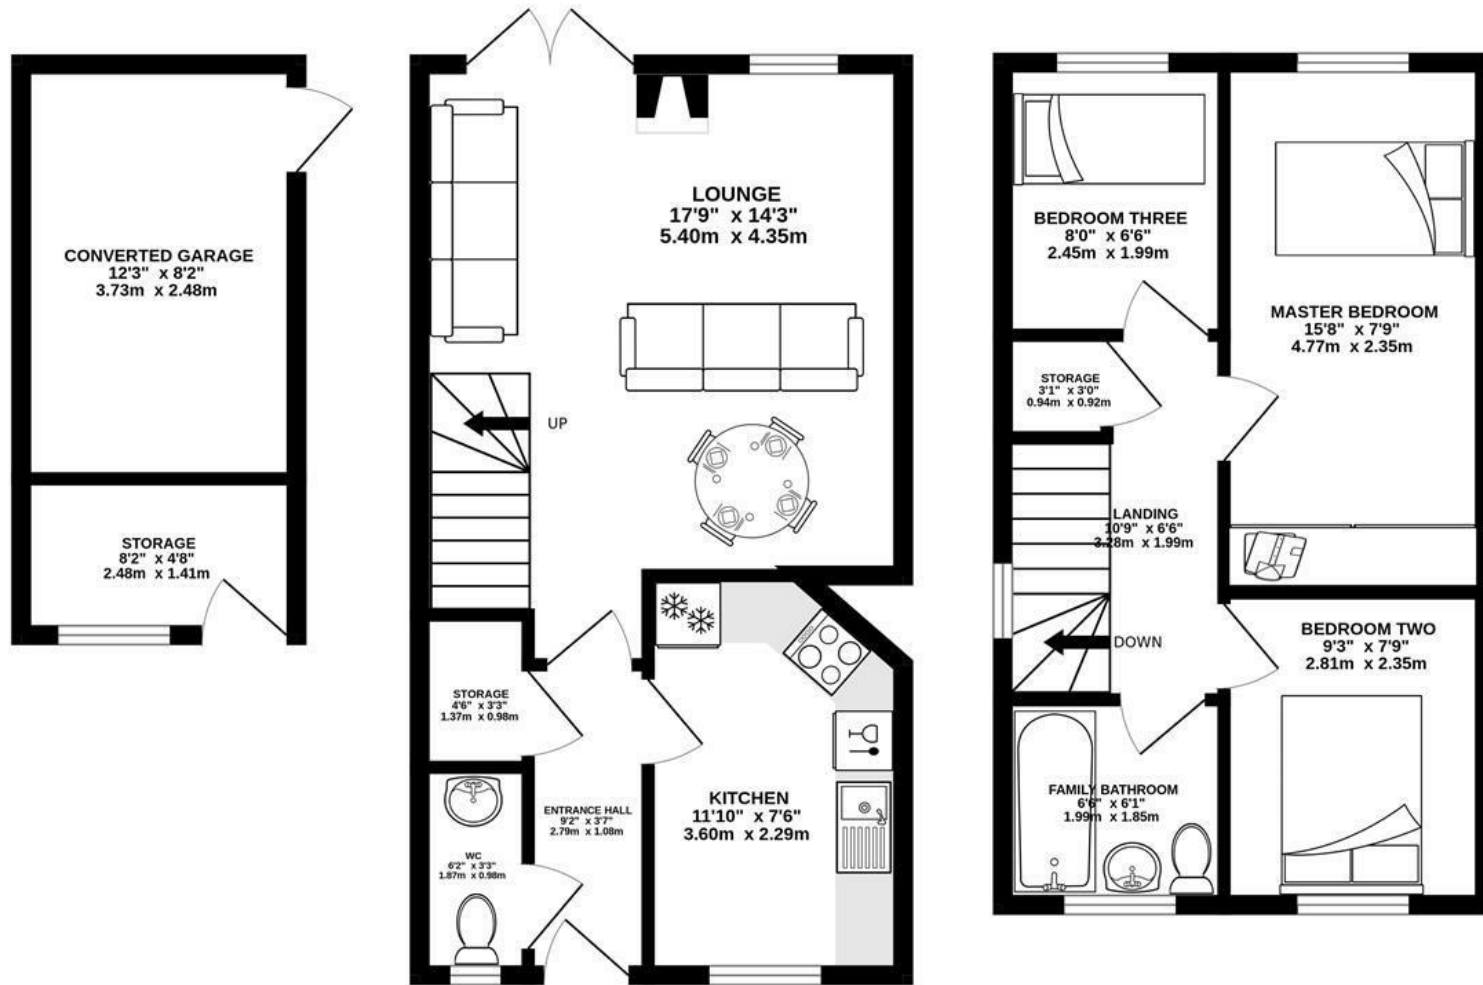 CONVERTED GARAGE
12'3" x 8'2"
3.73m x 2.48m
STORAGE
8'2" x 4'8"
2.48m x 1.41m
LOUNGE
17'9" x 14'3"
5.40m x 4.35m
UP
STORAGE
4'6" x 3'3"
1.37m x 0.98m
ENTRANCE HALL
9'2" x 3'7"
2.79m x 1.08m
WC
6'2" x 3'3"
1.87m x 0.98m
KITCHEN
11'10" x 7'6"
3.60m x 2.29m
BEDROOM THREE
8'0" x 6'6"
2.45m x 1.99m
MASTER BEDROOM
15'8" x 7'9"
4.77m x 2.35m
STORAGE
3'1" x 3'0"
0.94m x 0.92m
LANDING
10'9" x 6'6"
3.28m x 1.99m
DOWN
BEDROOM TWO
9'3" x 7'9"
2.81m x 2.35m
FAMILY BATHROOM
6'6" x 6'1"
1.99m x 1.85m